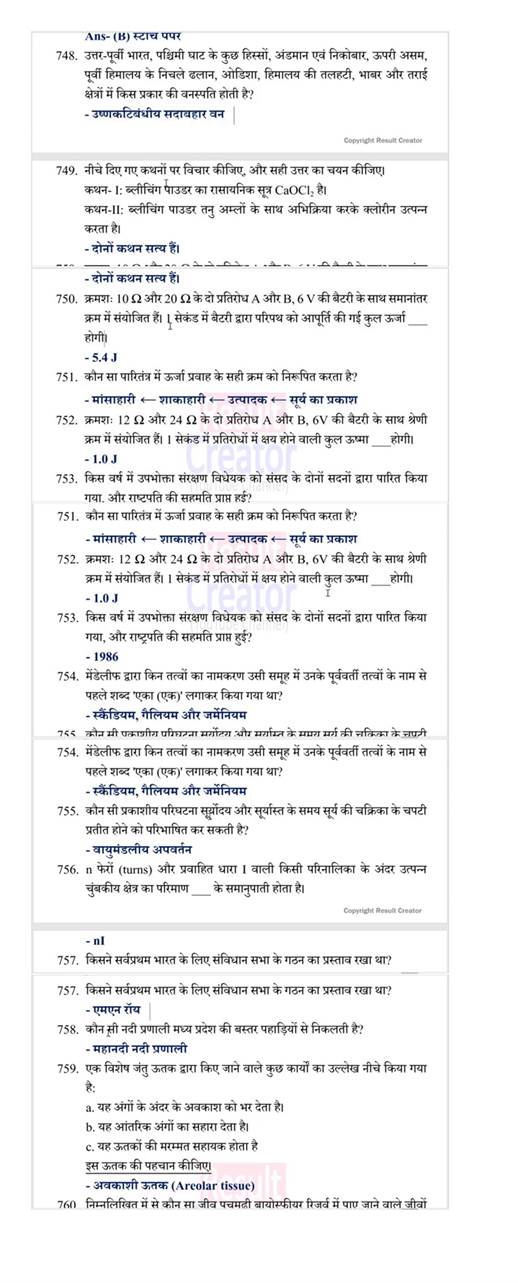 Ans- (B) स्टार्च पेपर
748. उत्तर-पूर्वी भारत, पश्चिमी घाट के कुछ हिस्सों, अंडमान एवं निकोबार, ऊपरी असम,
पूर्वी हिमालय के निचले ढलान, ओडिशा, हिमालय की तलहटी, भाबर और तराई
क्षेत्रों में किस प्रकार की वनस्पति होती है?
- उष्णकटिबंधीय सदाबहार वन
Copyright Result Creator
749. नीचे दिए गए कथनों पर विचार कीजिए, और सही उत्तर का चयन कीजिए।
कथन- I: ब्लीचिंग पाउडर का रासायनिक सूत्र CaOCl₂ है।
कथन-II: ब्लीचिंग पाउडर तनु अम्लों के साथ अभिक्रिया करके क्लोरीन उत्पन्न
करता है।
- दोनों कथन सत्य हैं।
- दोनों कथन सत्य हैं।
750. क्रमशः 10 Ω और 20 Ω के दो प्रतिरोध A और B, 6 V की बैटरी के साथ समानांतर
क्रम में संयोजित हैं। 1 सेकंड में बैटरी द्वारा परिपथ को आपूर्ति की गई कुल ऊर्जा ___
होगी।
- 5.4 J
751. कौन सा पारितंत्र में ऊर्जा प्रवाह के सही क्रम को निरूपित करता है?
- मांसाहारी ← शाकाहारी ← उत्पादक ← सूर्य का प्रकाश
752. क्रमशः 12 Ω और 24 Ω के दो प्रतिरोध A और B, 6V की बैटरी के साथ श्रेणी
क्रम में संयोजित हैं। 1 सेकंड में प्रतिरोधों में क्षय होने वाली कुल ऊष्मा ___होगी।
- 1.0 J
753. किस वर्ष में उपभोक्ता संरक्षण विधेयक को संसद के दोनों सदनों द्वारा पारित किया
गया, और राष्ट्रपति की सहमति प्राप्त हुई?
751. कौन सा पारितंत्र में ऊर्जा प्रवाह के सही क्रम को निरूपित करता है?
- मांसाहारी ← शाकाहारी ← उत्पादक ← सूर्य का प्रकाश
752. क्रमशः 12 Ω और 24 Ω के दो प्रतिरोध A और B, 6V की बैटरी के साथ श्रेणी
क्रम में संयोजित हैं। 1 सेकंड में प्रतिरोधों में क्षय होने वाली कुल ऊष्मा ___होगी।
- 1.0 J
753. किस वर्ष में उपभोक्ता संरक्षण विधेयक को संसद के दोनों सदनों द्वारा पारित किया
गया, और राष्ट्रपति की सहमति प्राप्त हुई?
- 1986
754. मेंडेलीफ द्वारा किन तत्वों का नामकरण उसी समूह में उनके पूर्ववर्ती तत्वों के नाम से
पहले शब्द 'एका (एक)' लगाकर किया गया था?
- स्कैंडियम, गैलियम और जर्मेनियम
755. कौन सी प्रकाशीय परिघटना सूर्योदय और सूर्यास्त के समय सूर्य की चक्रिका के चपटी
754. मेंडेलीफ द्वारा किन तत्वों का नामकरण उसी समूह में उनके पूर्ववर्ती तत्वों के नाम से
पहले शब्द 'एका (एक)' लगाकर किया गया था?
- स्कैंडियम, गैलियम और जर्मेनियम
755. कौन सी प्रकाशीय परिघटना सूर्योदय और सूर्यास्त के समय सूर्य की चक्रिका के चपटी
प्रतीत होने को परिभाषित कर सकती है?
- वायुमंडलीय अपवर्तन
756. n फेरों (turns) और प्रवाहित धारा I वाली किसी परिनालिका के अंदर उत्पन्न
चुंबकीय क्षेत्र का परिमाण ___ के समानुपाती होता है।
Copyright Result Creator
- nI
757. किसने सर्वप्रथम भारत के लिए संविधान सभा के गठन का प्रस्ताव रखा था?
757. किसने सर्वप्रथम भारत के लिए संविधान सभा के गठन का प्रस्ताव रखा था?
- एमएन रॉय
758. कौन सी नदी प्रणाली मध्य प्रदेश की बस्तर पहाड़ियों से निकलती है?
- महानदी नदी प्रणाली
759. एक विशेष जंतु ऊतक द्वारा किए जाने वाले कुछ कार्यों का उल्लेख नीचे किया गया
है:
a. यह अंगों के अंदर के अवकाश को भर देता है।
b. यह आंतरिक अंगों का सहारा देता है।
c. यह ऊतकों की मरम्मत सहायक होता है
इस ऊतक की पहचान कीजिए।
- अवकाशी ऊतक (Areolar tissue)
760. निम्नलिखित में से कौन सा जीव पचमढ़ी बायोस्फीयर रिजर्व में पाए जाने वाले जीवों